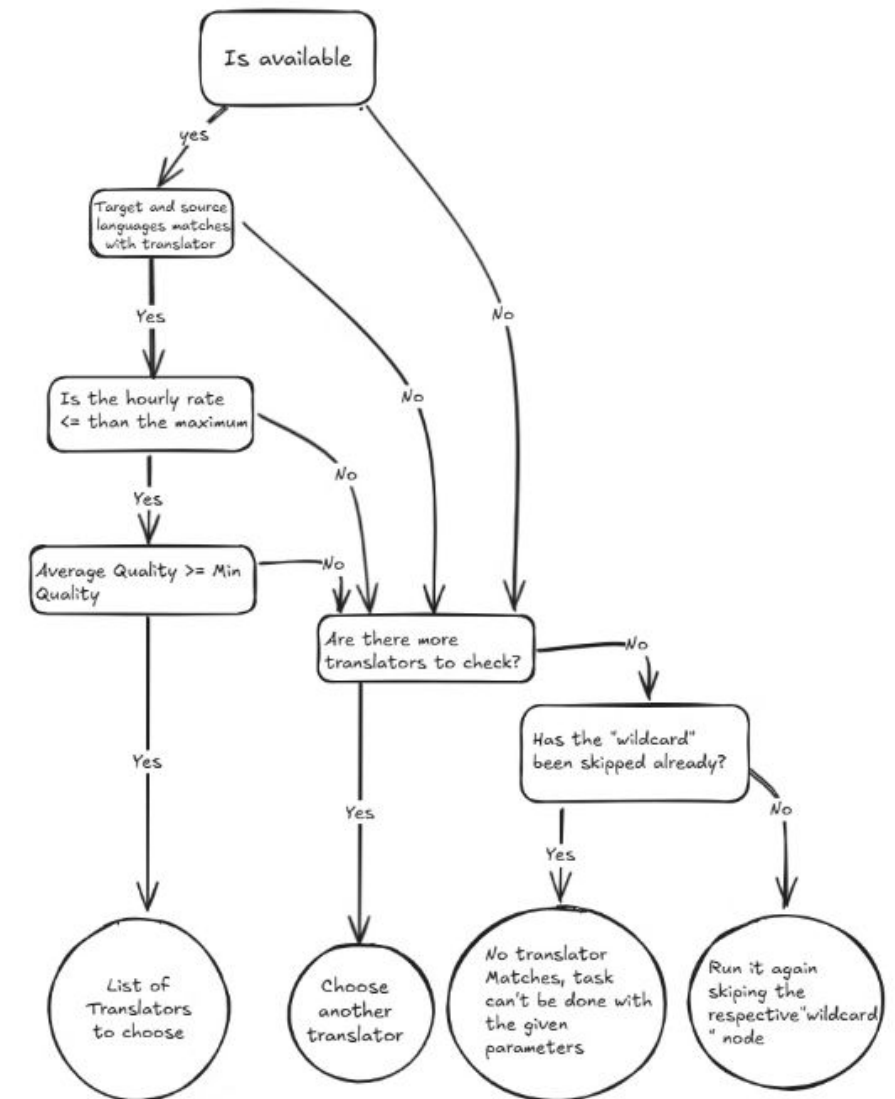 Is available
yes
No
Target and source
languages matches
with translator
Yes
No
Is the hourly rate
<= than the maximum
No
Yes
Average Quality >= Min
Quality
No
Are there more
translators to check?
No
Has the "wildcard"
been skipped already?
Yes
Yes
No
Yes
List of
Translators
to choose
Choose
another
translator
No translator
Matches, task
can't be done with
the given
parameters
Run it again
skiping the
respective"wildcard
" node